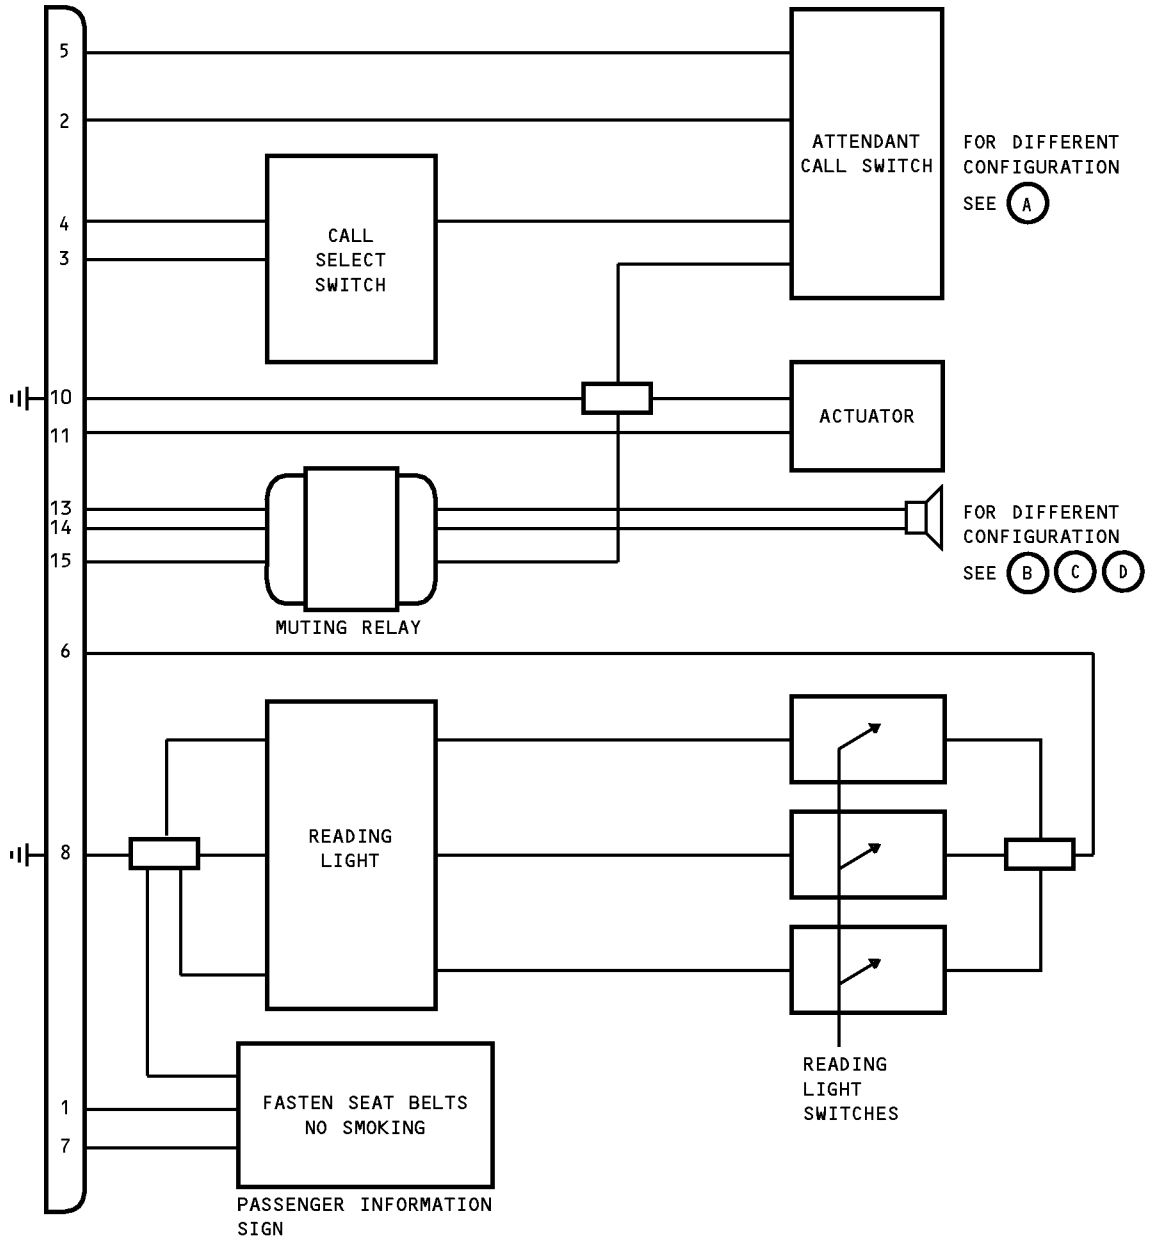 5
2
ATTENDANT
CALL SWITCH
FOR DIFFERENT
CONFIGURATION
SEE A
4
3
CALL
SELECT
SWITCH
10
11
ACTUATOR
13
14
15
FOR DIFFERENT
CONFIGURATION
SEE B C D
MUTING RELAY
6
8
READING
LIGHT
READING
LIGHT
SWITCHES
1
7
FASTEN SEAT BELTS
NO SMOKING
PASSENGER INFORMATION
SIGN